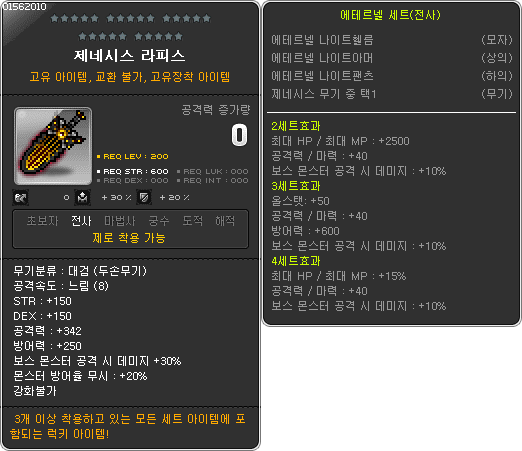 01562010
제네시스 라피스
고유 아이템, 교환 불가, 고유장착 아이템
공격력 증가량
0
REQ LEV : 200
REQ STR : 600 REQ LUK : 000
REQ DEX : 000 REQ INT : 000
0 +30% +20%
초보자 전사 마법사 궁수 도적 해적
제로 착용 가능
무기분류 : 대검 (두손무기)
공격속도 : 느림 (8)
STR : +150
DEX : +150
공격력 : +342
방어력 : +250
보스 몬스터 공격 시 데미지 +30%
몬스터 방어율 무시 : +20%
강화불가
3개 이상 착용하고 있는 모든 세트 아이템에 포
함되는 럭키 아이템!
에테르넬 세트(전사)
에테르넬 나이트헬름 (모자)
에테르넬 나이트아머 (상의)
에테르넬 나이트팬츠 (하의)
제네시스 무기 중 택1 (무기)
2세트효과
최대 HP / 최대 MP : +2500
공격력 / 마력 : +40
보스 몬스터 공격 시 데미지 : +10%
3세트효과
올스탯: +50
공격력 / 마력 : +40
방어력 : +600
보스 몬스터 공격 시 데미지 : +10%
4세트효과
최대 HP / 최대 MP : +15%
공격력 / 마력 : +40
보스 몬스터 공격 시 데미지 : +10%